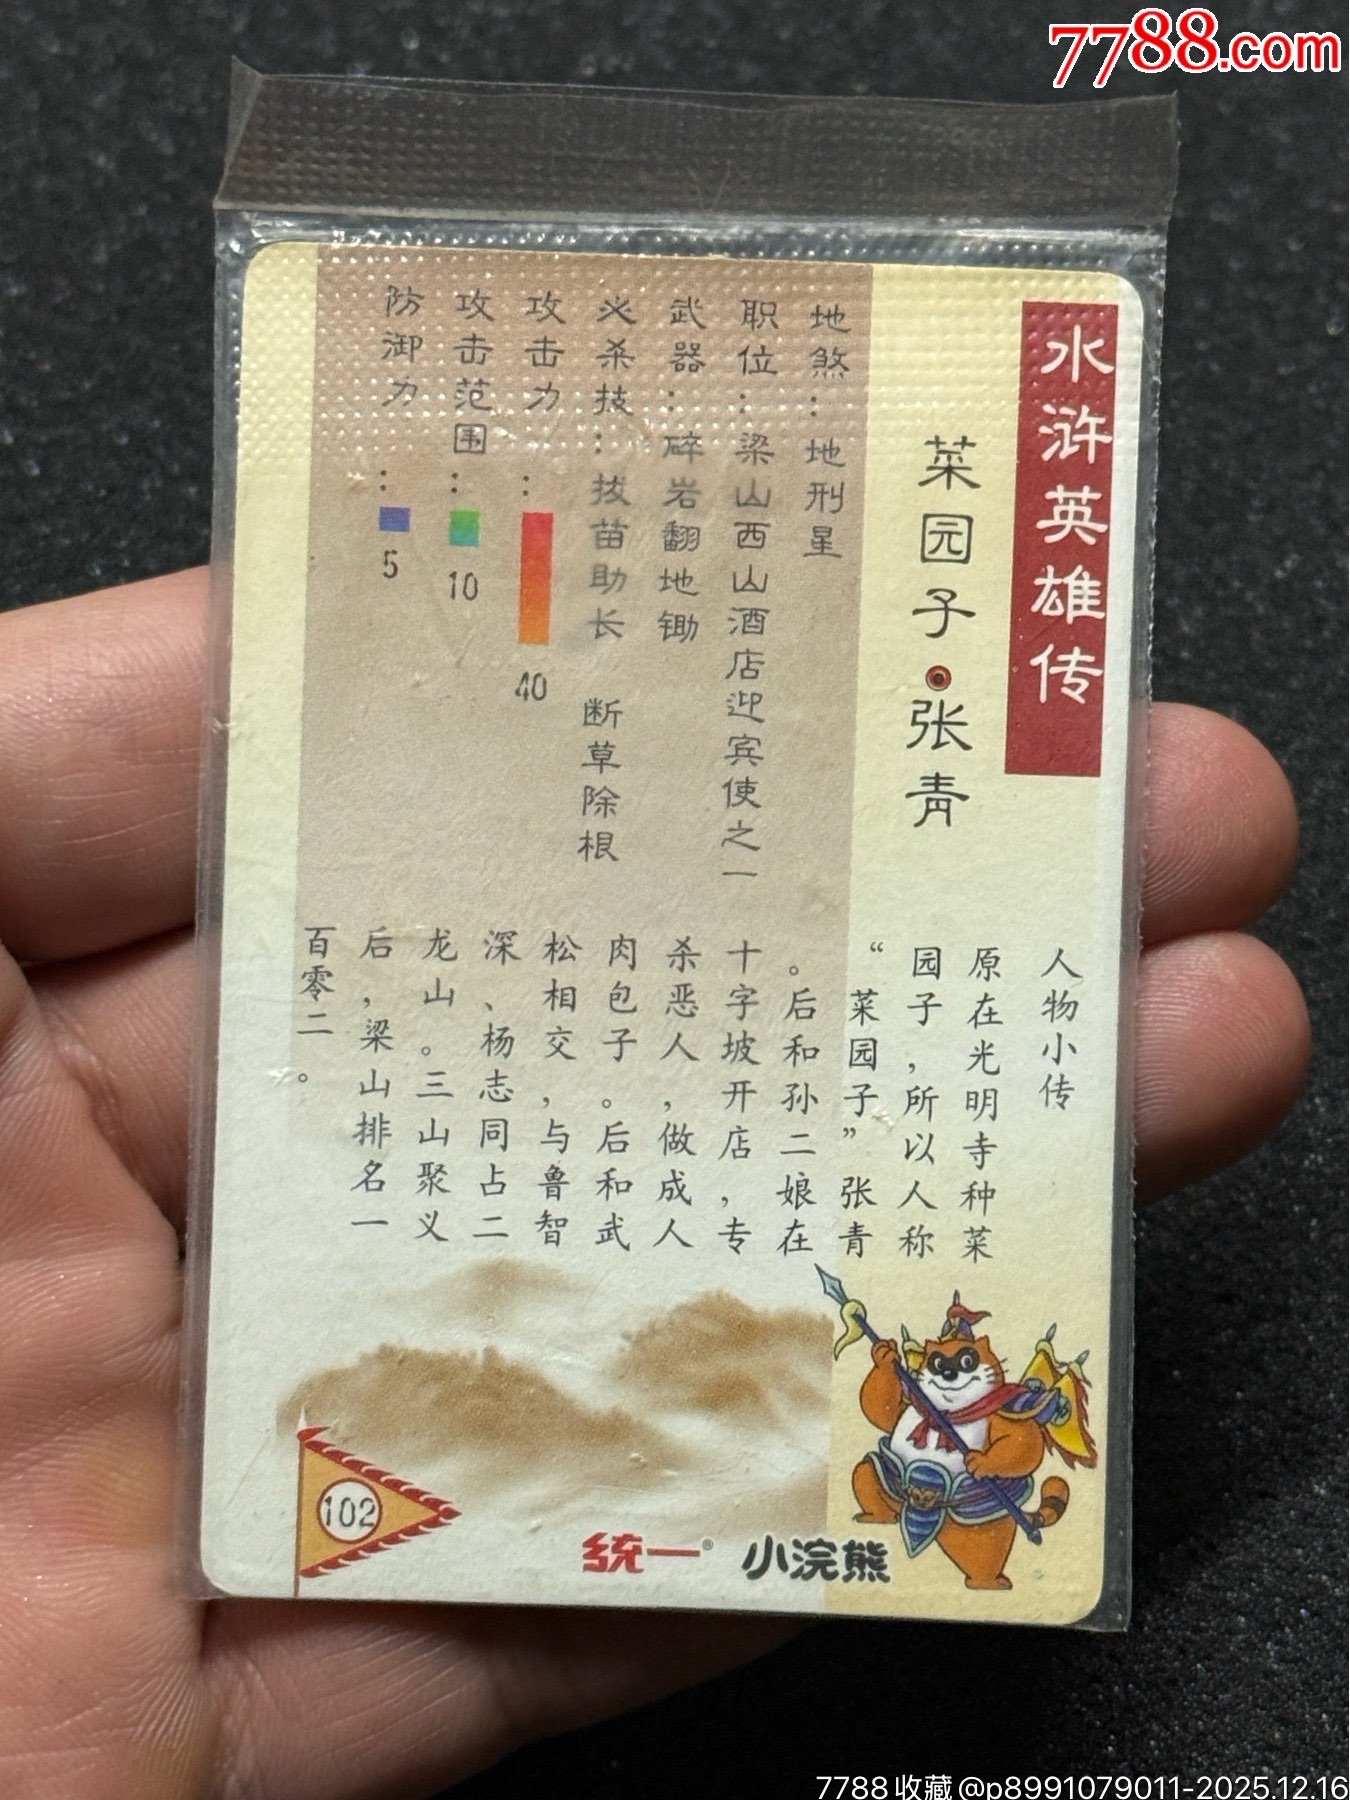 7788.com
水浒英雄传
菜园子·张青
地煞：地刑星
职位：梁山西山酒店迎宾使之一
武器：碎岩翻地锄
必杀技：拔苗助长 断草除根
攻击力：40
攻击范围：10
防御力：5
人物小传
原在光明寺种菜
园子，所以人称
“菜园子”张青
。后和孙二娘在
十字坡开店，专
杀恶人，做成人
肉包子。后和武
松相交，与鲁智
深、杨志同占二
龙山。三山聚义
后，梁山排名一
百零二。
102
统一®
小浣熊
7788收藏@p8991079011-2025.12.16